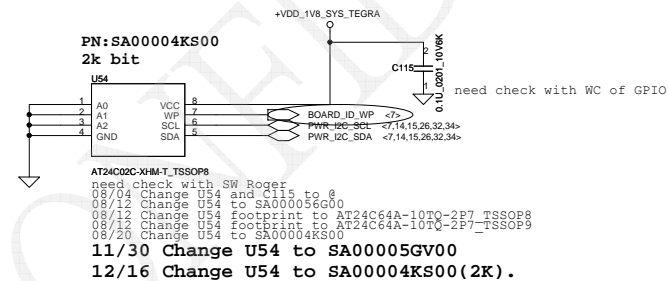 +VDD_1V8_SYS_TEGRA
PN:SA00004KS00
2k bit
U54
1 A0 VCC 8
2 A1 WP 7
3 A2 SCL 6
4 GND SDA 5
BOARD_ID_WP <7>
PWR_I2C_SCL <7,14,15,26,32,34>
PWR_I2C_SDA <7,14,15,26,32,34>
2
C115
1
0.1U_0201_10V6K
need check with WC of GPIO
AT24C02C-XHM-T_TSSOP8
need check with SW Roger
08/04 Change U54 and C115 to @
08/12 Change U54 to SA000056G00
08/12 Change U54 footprint to AT24C64A-10TQ-2P7_TSSOP8
08/12 Change U54 footprint to AT24C64A-10TQ-2P7_TSSOP9
08/20 Change U54 to SA00004KS00
11/30 Change U54 to SA00005GV00
12/16 Change U54 to SA00004KS00(2K).